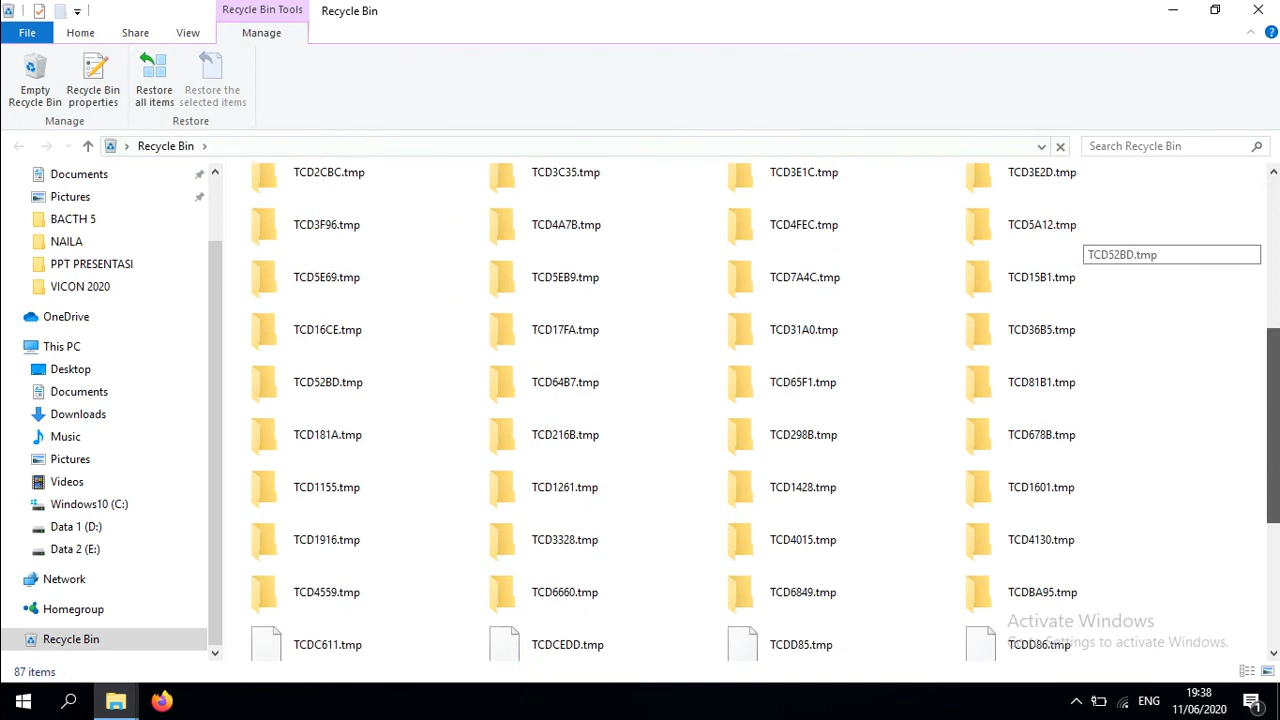 Recycle Bin Tools
Recycle Bin
File
Home
Share
View
Manage
Empty
Recycle Bin
Recycle Bin
properties
Restore
all items
Restore the
selected items
Manage
Restore
Recycle Bin
Search Recycle Bin
Documents
Pictures
BACTH 5
NAILA
PPT PRESENTASI
VICON 2020
OneDrive
This PC
Desktop
Documents
Downloads
Music
Pictures
Videos
Windows10 (C:)
Data 1 (D:)
Data 2 (E:)
Network
Homegroup
Recycle Bin
TCD2CBC.tmp
TCD3C35.tmp
TCD3E1C.tmp
TCD3E2D.tmp
TCD3F96.tmp
TCD4A7B.tmp
TCD4FEC.tmp
TCD5A12.tmp
TCD52BD.tmp
TCD5E69.tmp
TCD5EB9.tmp
TCD7A4C.tmp
TCD15B1.tmp
TCD16CE.tmp
TCD17FA.tmp
TCD31A0.tmp
TCD36B5.tmp
TCD52BD.tmp
TCD64B7.tmp
TCD65F1.tmp
TCD81B1.tmp
TCD181A.tmp
TCD216B.tmp
TCD298B.tmp
TCD678B.tmp
TCD1155.tmp
TCD1261.tmp
TCD1428.tmp
TCD1601.tmp
TCD1916.tmp
TCD3328.tmp
TCD4015.tmp
TCD4130.tmp
TCD4559.tmp
TCD6660.tmp
TCD6849.tmp
TCDBA95.tmp
TCDC611.tmp
TCDCEDD.tmp
TCDD85.tmp
TCDD86.tmp
Activate Windows
Go to Settings to activate Windows.
87 items
ENG
19:38
11/06/2020
1